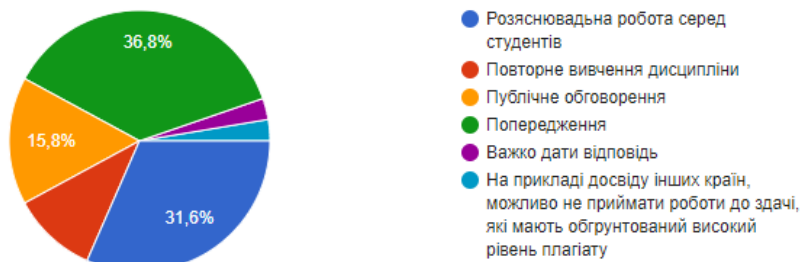 36,8%
15,8%
31,6%
Розяснювадьна робота серед
студентів
Повторне вивчення дисципліни
Публічне обговорення
Попередження
Важко дати відповідь
На прикладі досвіду інших країн,
можливо не приймати роботи до здачі,
які мають обгрунтований високий
рівень плагіату